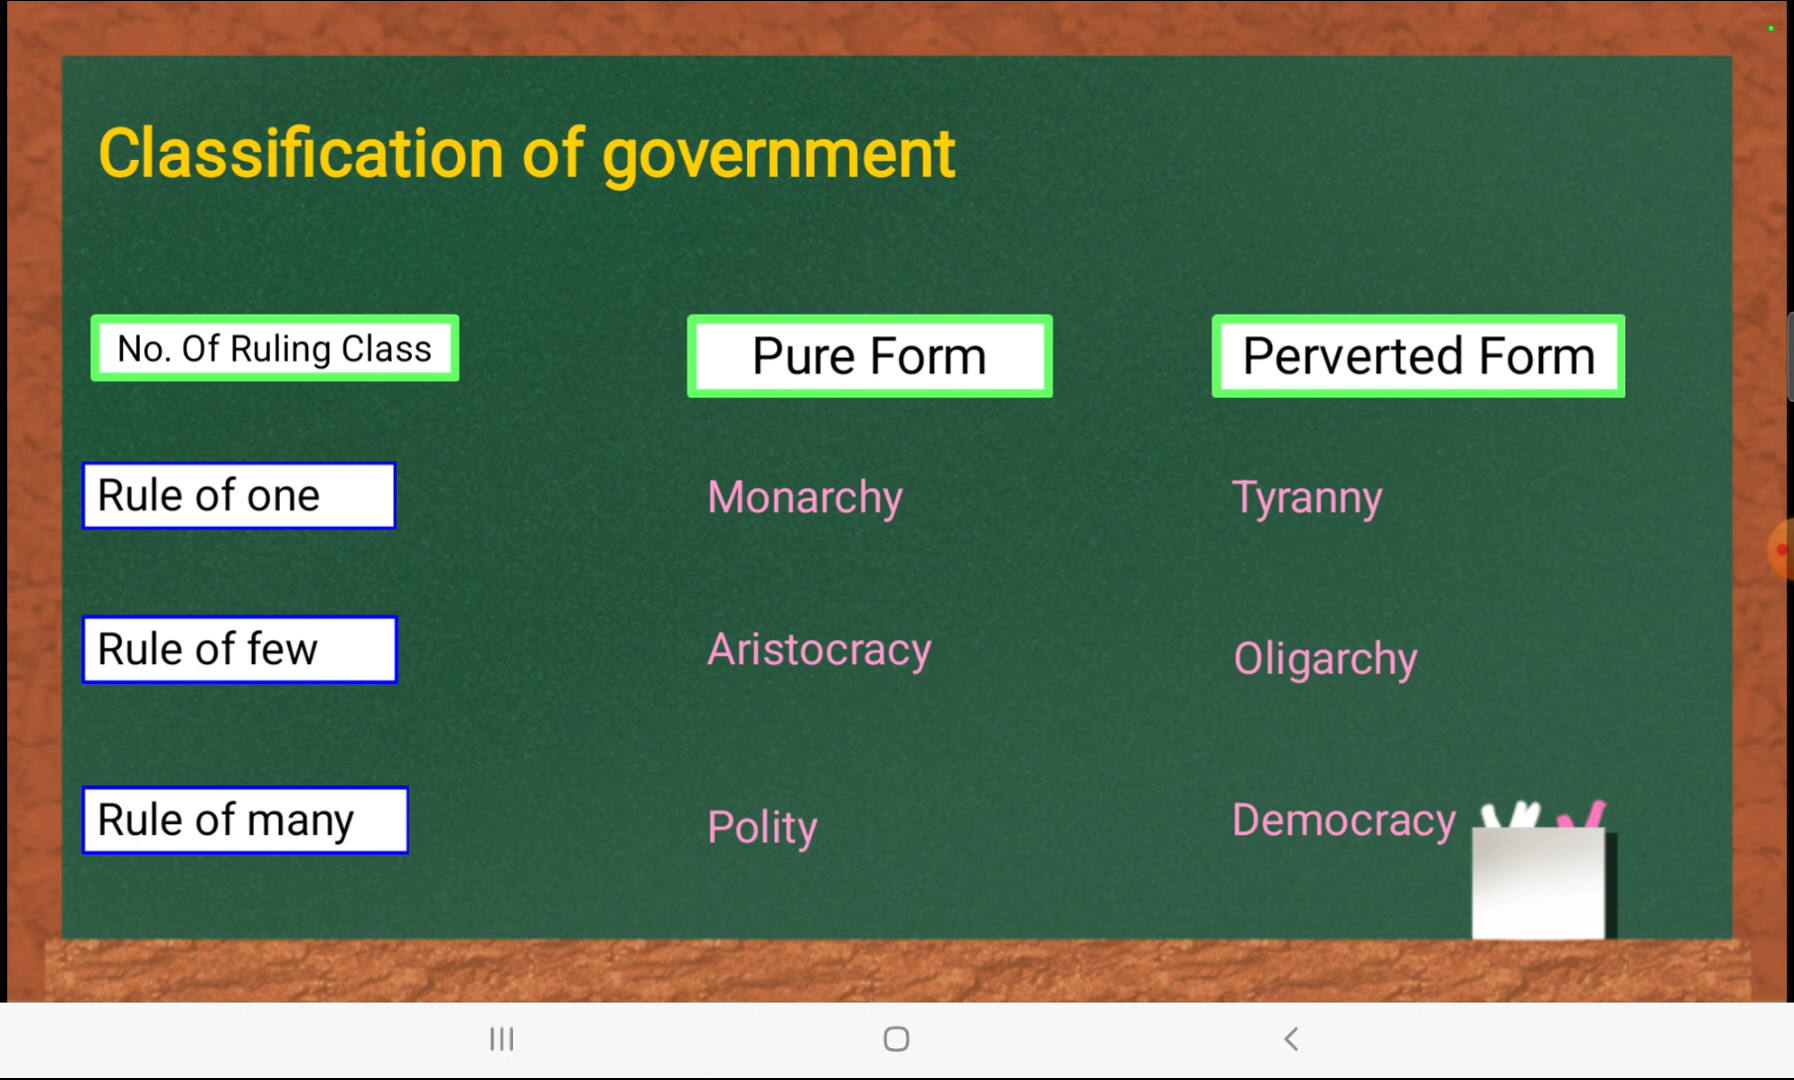 Classification of government
No. Of Ruling Class
Pure Form
Perverted Form
Rule of one
Monarchy
Tyranny
Rule of few
Aristocracy
Oligarchy
Rule of many
Polity
Democracy